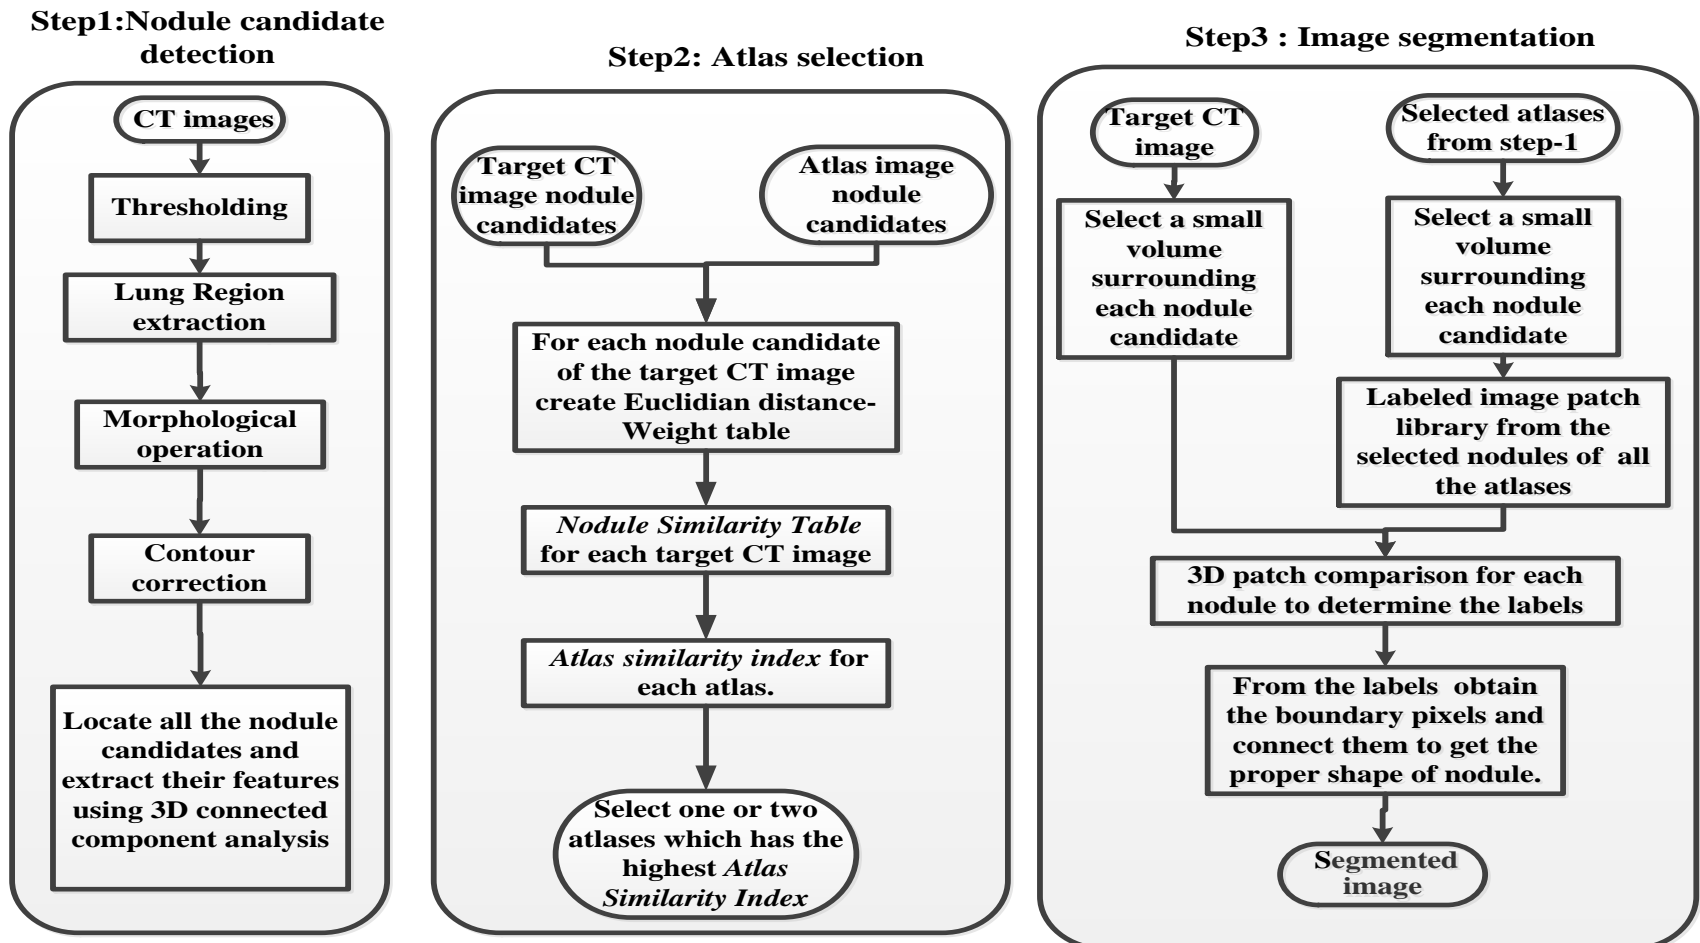 Step1:Nodule candidate
detection
CT images
Thresholding
Lung Region
extraction
Morphological
operation
Contour
correction
Locate all the nodule
candidates and
extract their features
using 3D connected
component analysis
Step2: Atlas selection
Target CT
image nodule
candidates
Atlas image
nodule
candidates
For each nodule candidate
of the target CT image
create Euclidian distance-
Weight table
Nodule Similarity Table
for each target CT image
Atlas similarity index for
each atlas.
Select one or two
atlases which has the
highest Atlas
Similarity Index
Step3 : Image segmentation
Target CT
image
Selected atlases
from step-1
Select a small
volume
surrounding
each nodule
candidate
Select a small
volume
surrounding
each nodule
candidate
Labeled image patch
library from the
selected nodules of all
the atlases
3D patch comparison for each
nodule to determine the labels
From the labels obtain
the boundary pixels and
connect them to get the
proper shape of nodule.
Segmented
image